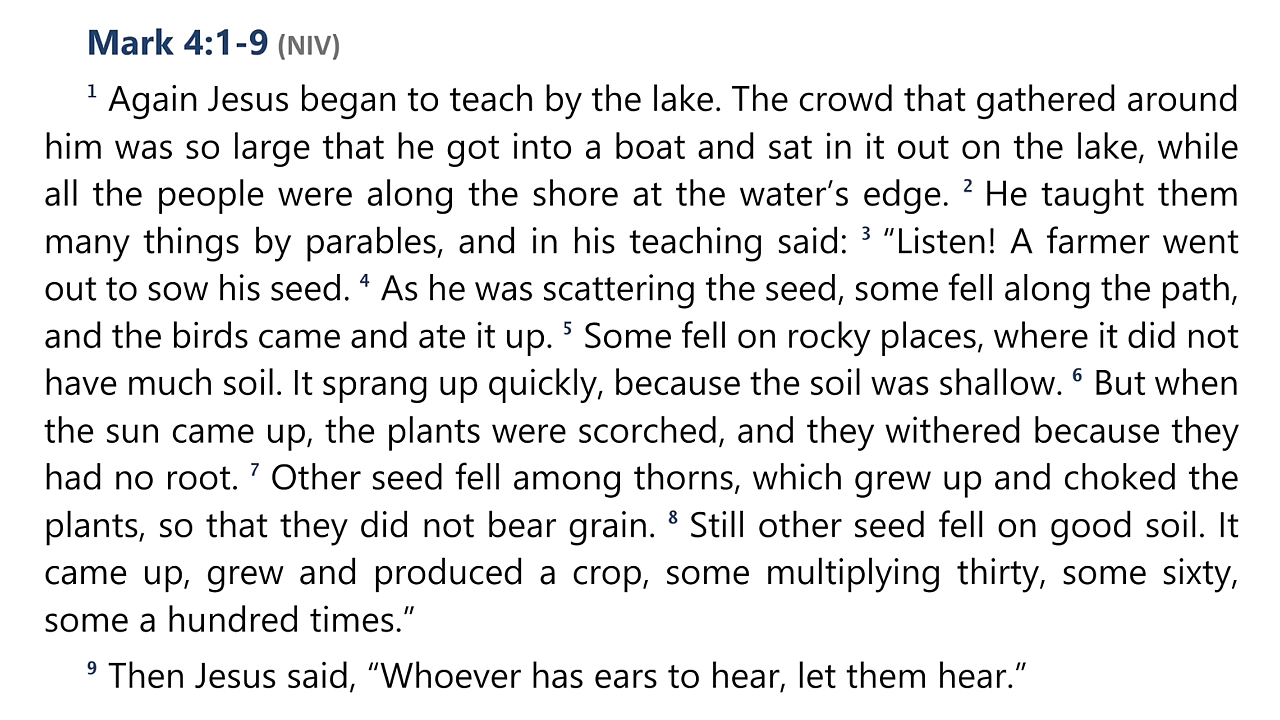 Mark 4:1-9 (NIV)
1 Again Jesus began to teach by the lake. The crowd that gathered around
him was so large that he got into a boat and sat in it out on the lake, while
all the people were along the shore at the water’s edge. 2 He taught them
many things by parables, and in his teaching said: 3 “Listen! A farmer went
out to sow his seed. 4 As he was scattering the seed, some fell along the path,
and the birds came and ate it up. 5 Some fell on rocky places, where it did not
have much soil. It sprang up quickly, because the soil was shallow. 6 But when
the sun came up, the plants were scorched, and they withered because they
had no root. 7 Other seed fell among thorns, which grew up and choked the
plants, so that they did not bear grain. 8 Still other seed fell on good soil. It
came up, grew and produced a crop, some multiplying thirty, some sixty,
some a hundred times.”
9 Then Jesus said, “Whoever has ears to hear, let them hear.”